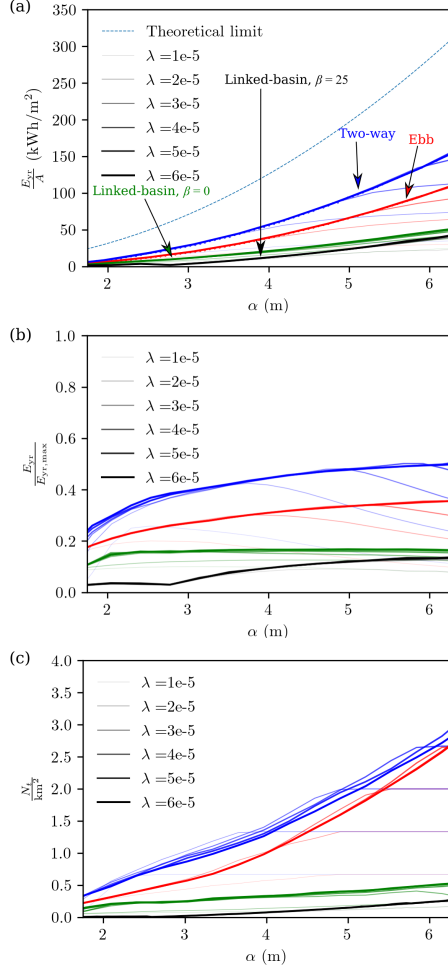 (a)
350
300
250
200
150
100
50
0
E_yr/A (kWh/m²)
Theoretical limit
λ =1e-5
λ =2e-5
λ =3e-5
λ =4e-5
λ =5e-5
λ =6e-5
Linked-basin, β = 25
Two-way
Ebb
Linked-basin, β = 0
2 3 4 5 6
α (m)
(b)
1.0
0.8
0.6
0.4
0.2
0.0
E_yr/E_yr,max
λ =1e-5
λ =2e-5
λ =3e-5
λ =4e-5
λ =5e-5
λ =6e-5
2 3 4 5 6
α (m)
(c)
4.0
3.5
3.0
2.5
2.0
1.5
1.0
0.5
0.0
N_t/km²
λ =1e-5
λ =2e-5
λ =3e-5
λ =4e-5
λ =5e-5
λ =6e-5
2 3 4 5 6
α (m)